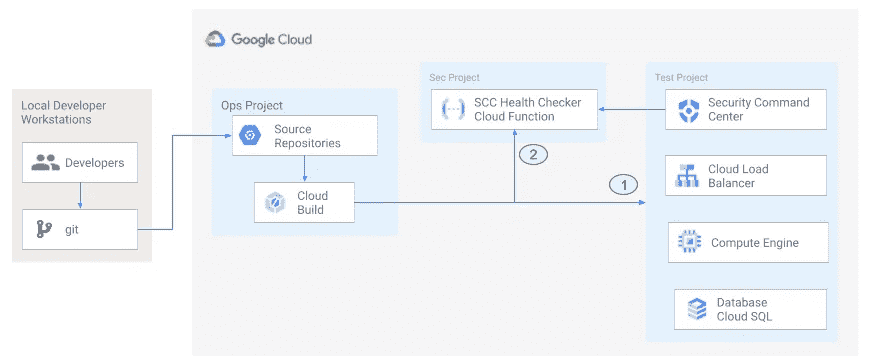 Google Cloud
Local Developer
Workstations
Developers
git
Ops Project
Source
Repositories
Cloud
Build
Sec Project
SCC Health Checker
Cloud Function
2
1
Test Project
Security Command
Center
Cloud Load
Balancer
Compute Engine
Database
Cloud SQL